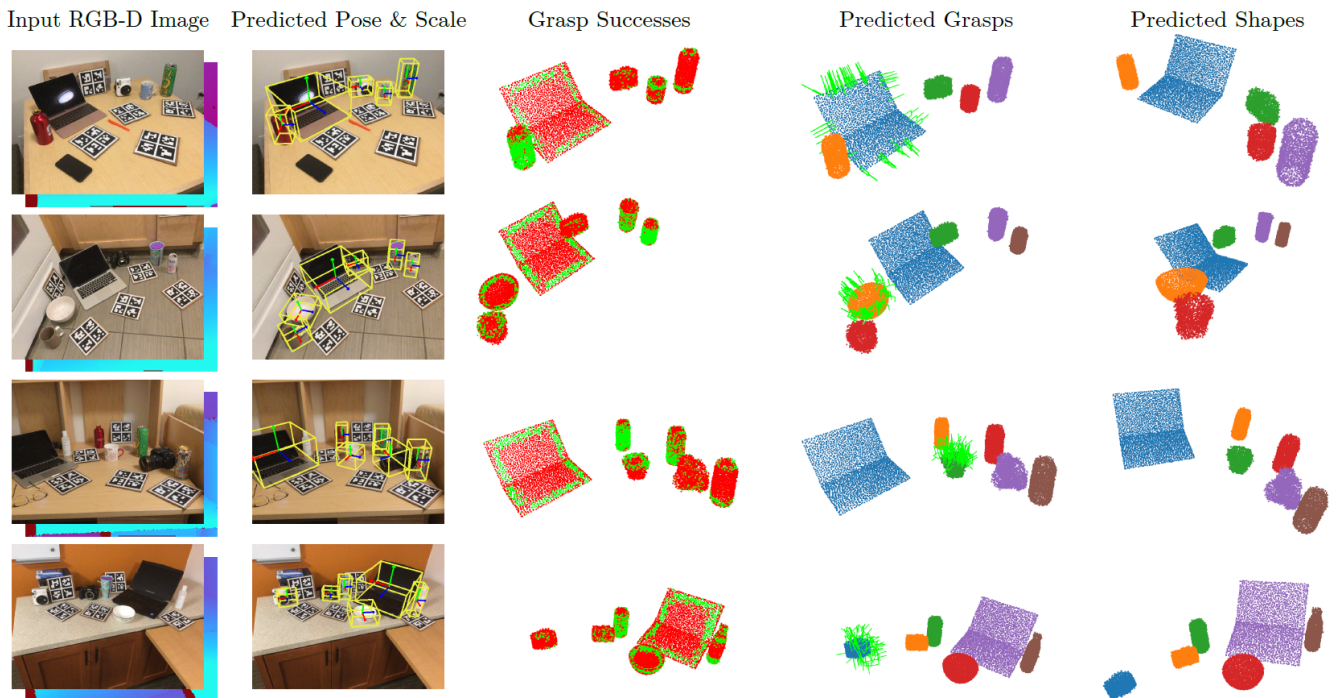 Input RGB-D Image
Predicted Pose & Scale
Grasp Successes
Predicted Grasps
Predicted Shapes